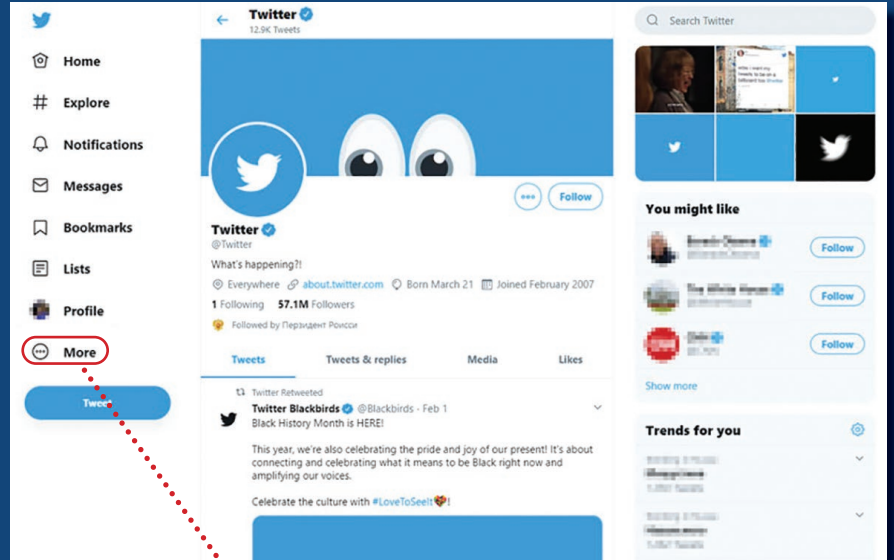 Home
Explore
Notifications
Messages
Bookmarks
Lists
Profile
More
Tweet
Twitter
12.9K Tweets
Follow
Twitter
@Twitter
What's happening?!
Everywhere about.twitter.com Born March 21 Joined February 2007
1 Following 57.1M Followers
Followed by Перзидент Роисси
Tweets Tweets & replies Media Likes
Twitter Retweeted
Twitter Blackbirds @Blackbirds · Feb 1
Black History Month is HERE!
This year, we're also celebrating the pride and joy of our present! It's about
connecting and celebrating what it means to be Black right now and
amplifying our voices.
Celebrate the culture with #LoveToSeeIt!
Search Twitter
You might like
Follow
Follow
Follow
Show more
Trends for you